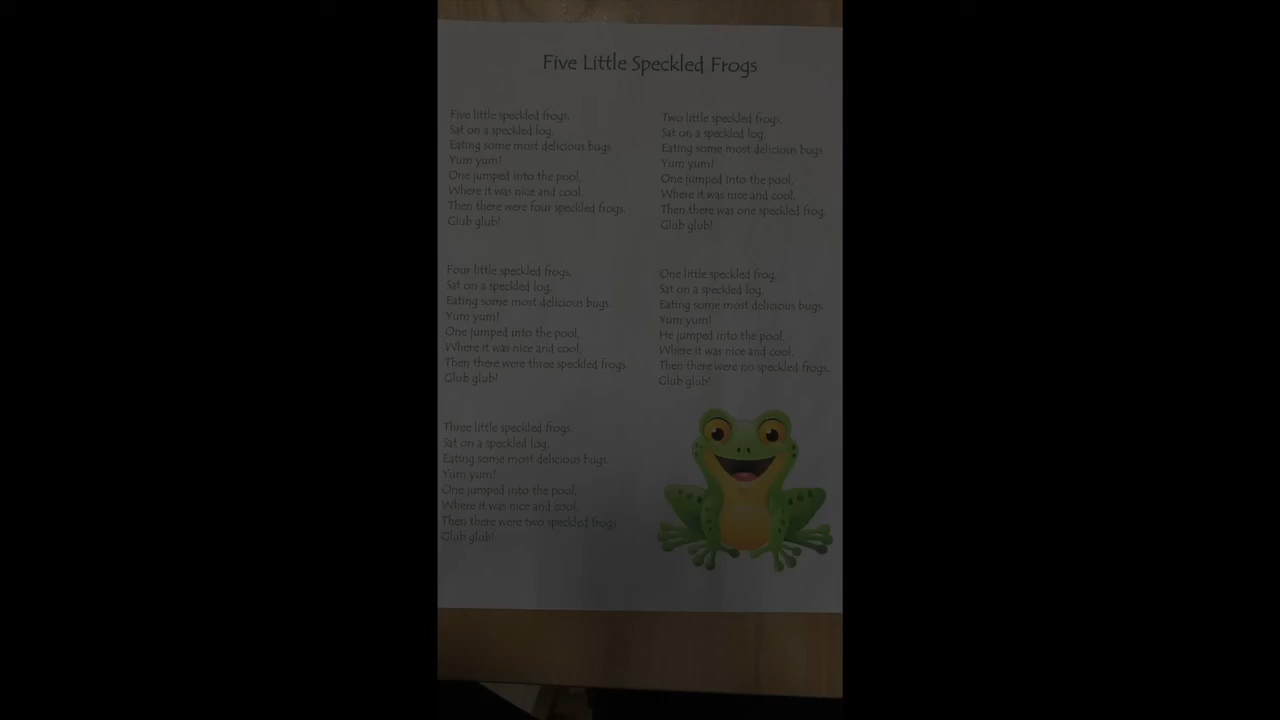 Five Little Speckled Frogs
Five little speckled frogs,
Sat on a speckled log,
Eating some most delicious bugs.
Yum yum!
One jumped into the pool,
Where it was nice and cool.
Then there were four speckled frogs.
Glub glub!
Four little speckled frogs,
Sat on a speckled log,
Eating some most delicious bugs.
Yum yum!
One jumped into the pool,
Where it was nice and cool,
Then there were three speckled frogs.
Glub glub!
Three little speckled frogs,
Sat on a speckled log,
Eating some most delicious bugs.
Yum yum!
One jumped into the pool,
Where it was nice and cool,
Then there were two speckled frogs
Glub glub!
Two little speckled frogs,
Sat on a speckled log,
Eating some most delicious bugs
Yum yum!
One jumped into the pool,
Where it was nice and cool,
Then there was one speckled frog.
Glub glub!
One little speckled frog,
Sat on a speckled log,
Eating some most delicious bugs.
Yum yum!
He jumped into the pool,
Where it was nice and cool,
Then there were no speckled frogs.
Glub glub!